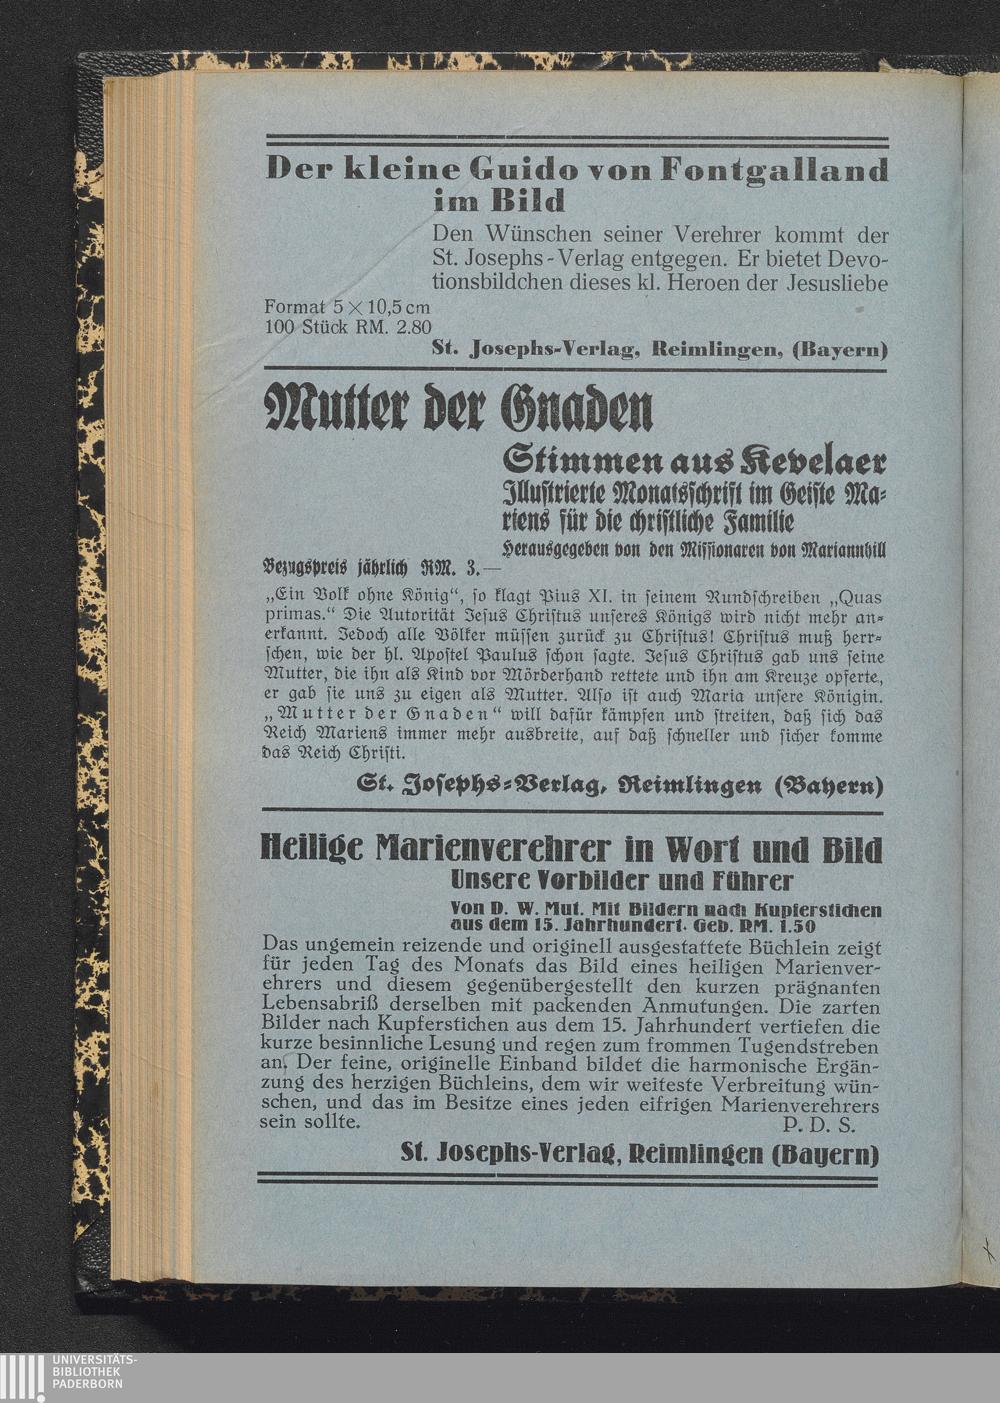 Der kleine Guido von Fontgalland
im Bild
Den Wünschen seiner Verehrer kommt der
St. Josephs-Verlag entgegen. Er bietet Devo-
tionsbildchen dieses kl. Heroen der Jesusliebe
Format 5×10,5 cm
100 Stück RM. 2.80
St. Josephs-Verlag, Reimlingen, (Bayern)
Mutter der Gnaden
Stimmen aus Kevelaer
Illustrierte Monatsschrift im Geiste Ma-
riens für die christliche Familie
Herausgegeben von den Missionaren von Mariannhill
Bezugspreis jährlich RM. 3.—
„Ein Volk ohne König“, so klagt Pius XI. in seinem Rundschreiben „Quas
primas.“ Die Autorität Jesus Christus unseres Königs wird nicht mehr an-
erkannt. Jedoch alle Völker müssen zurück zu Christus! Christus muß herr-
schen, wie der hl. Apostel Paulus schon sagte. Jesus Christus gab uns seine
Mutter, die ihn als Kind vor Mörderhand rettete und ihn am Kreuze opferte,
er gab sie uns zu eigen als Mutter. Also ist auch Maria unsere Königin.
„Mutter der Gnaden“ will dafür kämpfen und streiten, daß sich das
Reich Mariens immer mehr ausbreite, auf daß schneller und sicher komme
das Reich Christi.
St. Josephs-Verlag, Reimlingen (Bayern)
Heilige Marienverehrer in Wort und Bild
Unsere Vorbilder und Führer
Von D. W. Mut. Mit Bildern nach Kupferstichen
aus dem 15. Jahrhundert. Geb. RM. 1.50
Das ungemein reizende und originell ausgestattete Büchlein zeigt
für jeden Tag des Monats das Bild eines heiligen Marienver-
ehrers und diesem gegenübergestellt den kurzen prägnanten
Lebensabriß derselben mit packenden Anmutungen. Die zarten
Bilder nach Kupferstichen aus dem 15. Jahrhundert vertiefen die
kurze besinnliche Lesung und regen zum frommen Tugendstreben
an. Der feine, originelle Einband bildet die harmonische Ergän-
zung des herzigen Büchleins, dem wir weiteste Verbreitung wün-
schen, und das im Besitze eines jeden eifrigen Marienverehrers
sein sollte. P. D. S.
St. Josephs-Verlag, Reimlingen (Bayern)
UNIVERSITÄTS-
BIBLIOTHEK
PADERBORN